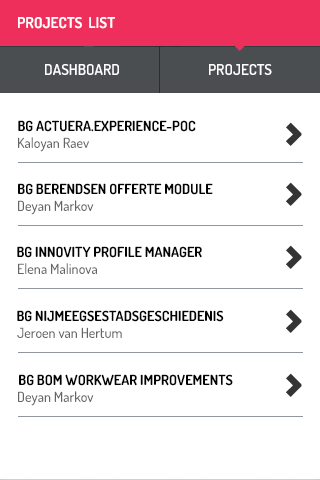 PROJECTS LIST
DASHBOARD PROJECTS
BG ACTUERA.EXPERIENCE-POC
Kaloyan Raev
BG BERENDSEN OFFERTE MODULE
Deyan Markov
BG INNOVITY PROFILE MANAGER
Elena Malinova
BG NIJMEEGSESTADSGESCHIEDENIS
Jeroen van Hertum
BG BOM WORKWEAR IMPROVEMENTS
Deyan Markov